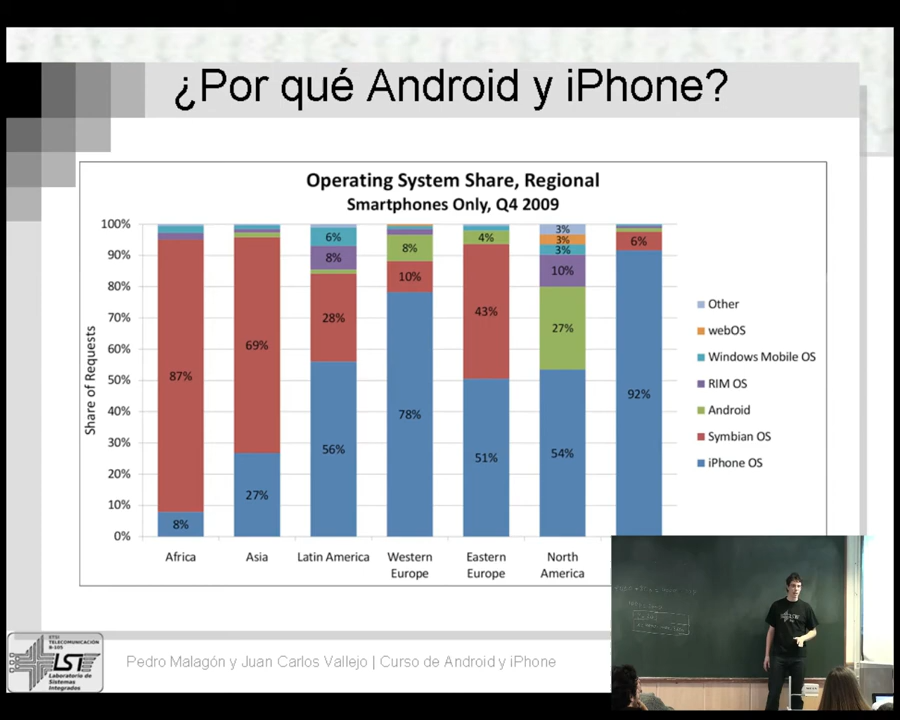 ¿Por qué Android y iPhone?
Operating System Share, Regional
Smartphones Only, Q4 2009
Share of Requests
100%
90%
80%
70%
60%
50%
40%
30%
20%
10%
0%
87%
8%
69%
27%
6%
8%
28%
56%
8%
10%
78%
4%
43%
51%
3%
3%
3%
10%
27%
54%
6%
92%
Other
webOS
Windows Mobile OS
RIM OS
Android
Symbian OS
iPhone OS
Africa
Asia
Latin America
Western
Europe
Eastern
Europe
North
America
ETSI
TELECOMUNICACIÓN
B-105
LST
Laboratorio de
Sistemas
Integrados
Pedro Malagón y Juan Carlos Vallejo | Curso de Android y iPhone